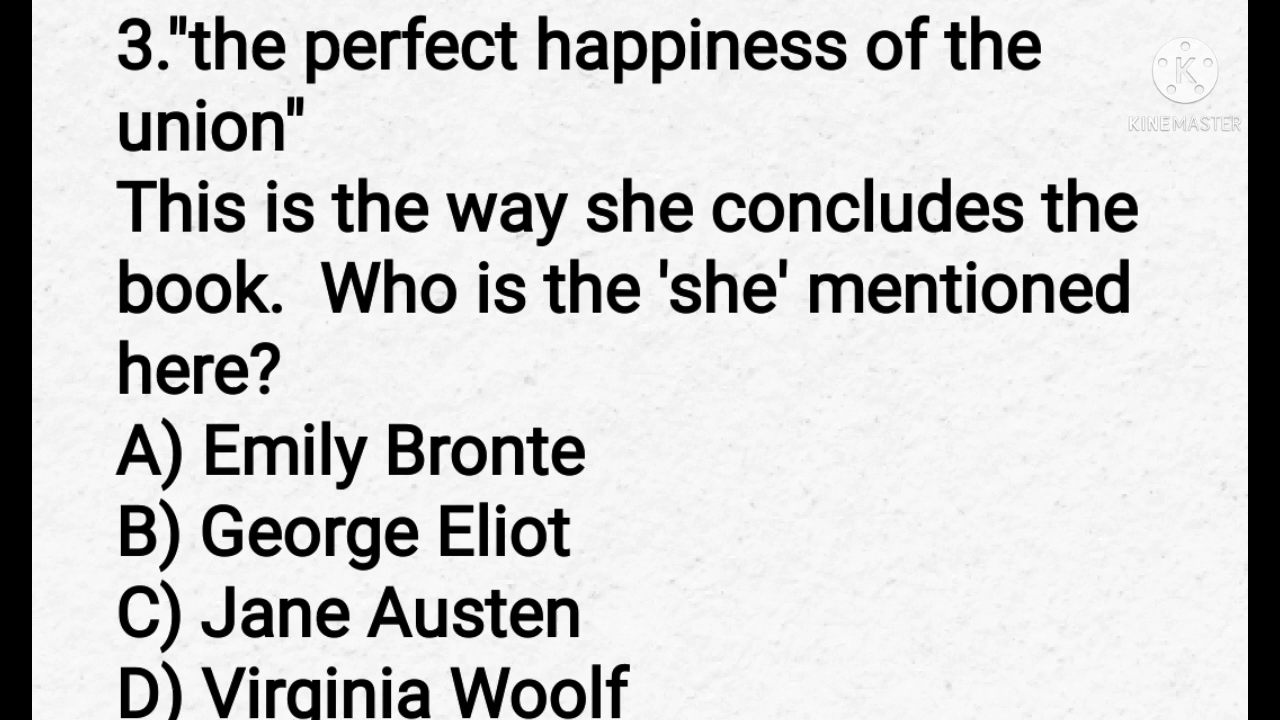 3."the perfect happiness of the
union"
This is the way she concludes the
book.  Who is the 'she' mentioned
here?
A) Emily Bronte
B) George Eliot
C) Jane Austen
D) Virginia Woolf
K
KINEMASTER